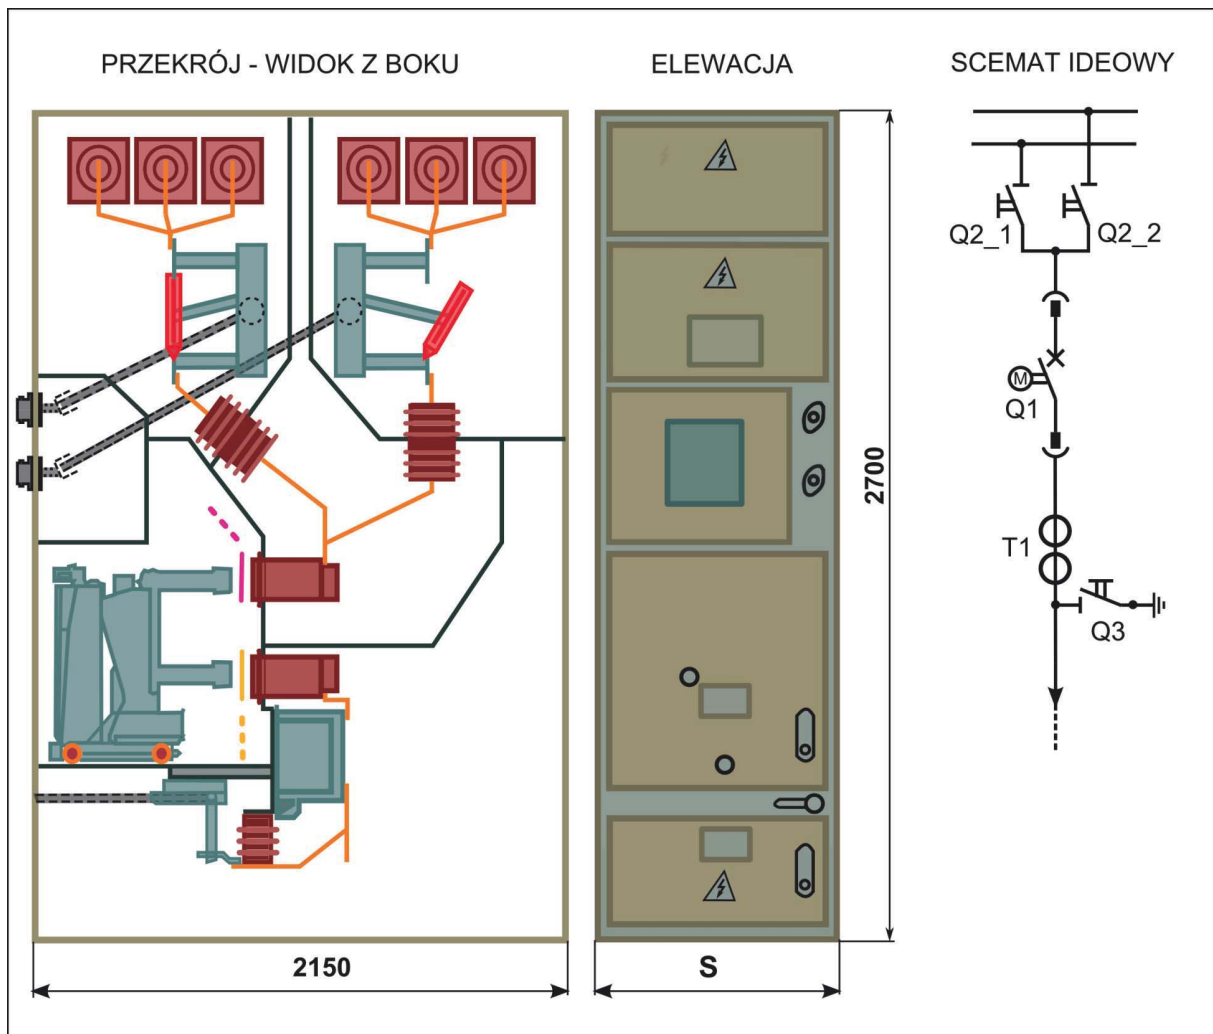 PRZEKRÓJ - WIDOK Z BOKU
ELEWACJA
SCEMAT IDEOWY
Q2_1
Q2_2
M
Q1
T1
Q3
2700
2150
S